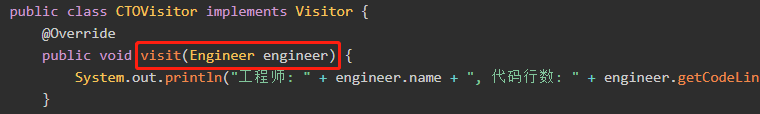 public class CTOVisitor implements Visitor {
@Override
public void visit(Engineer engineer) {
System.out.println("工程师: " + engineer.name + ", 代码行数: " + engineer.getCodeLin
}